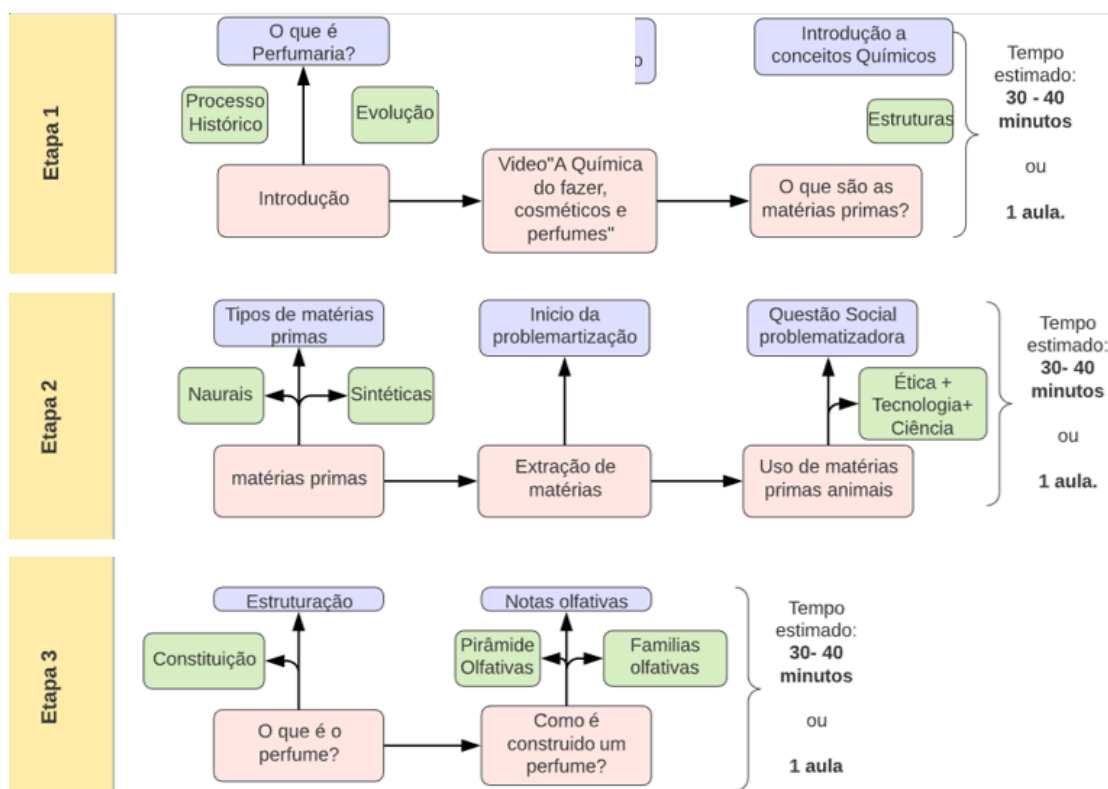 Etapa 1
O que é
Perfumaria?
Processo
Histórico
Evolução
Introdução
Video"A Química
do fazer,
cosméticos e
perfumes"
Introdução a
conceitos Químicos
Estruturas
O que são as
matérias primas?
Tempo
estimado:
30 - 40
minutos
ou
1 aula.
Etapa 2
Tipos de matérias
primas
Naurais
Sintéticas
matérias primas
Inicio da
problemartização
Extração de
matérias
Questão Social
problematizadora
Ética +
Tecnologia+
Ciência
Uso de matérias
primas animais
Tempo
estimado:
30- 40
minutos
ou
1 aula.
Etapa 3
Estruturação
Constituição
O que é o
perfume?
Notas olfativas
Pirâmide
Olfativas
Familias
olfativas
Como é
construido um
perfume?
Tempo
estimado:
30- 40
minutos
ou
1 aula